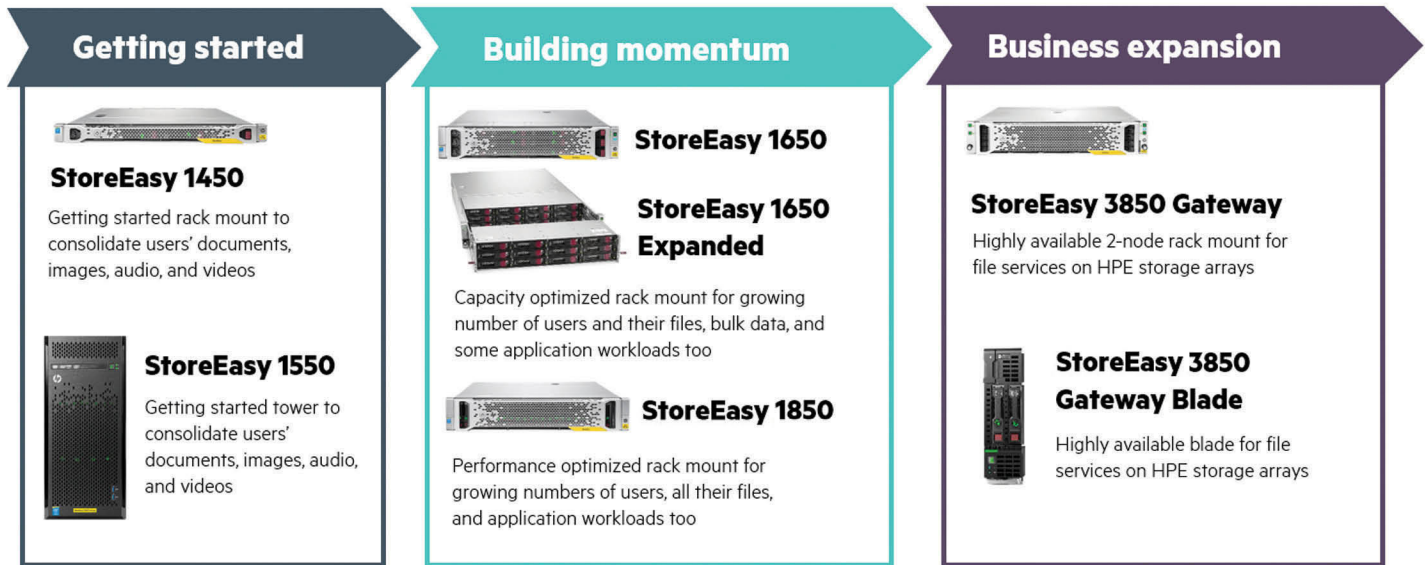 Getting started
StoreEasy 1450
Getting started rack mount to
consolidate users’ documents,
images, audio, and videos
StoreEasy 1550
Getting started tower to
consolidate users’
documents, images, audio,
and videos
Building momentum
StoreEasy 1650
StoreEasy 1650
Expanded
Capacity optimized rack mount for growing
number of users and their files, bulk data, and
some application workloads too
StoreEasy 1850
Performance optimized rack mount for
growing numbers of users, all their files,
and application workloads too
Business expansion
StoreEasy 3850 Gateway
Highly available 2-node rack mount for
file services on HPE storage arrays
StoreEasy 3850
Gateway Blade
Highly available blade for file
services on HPE storage arrays